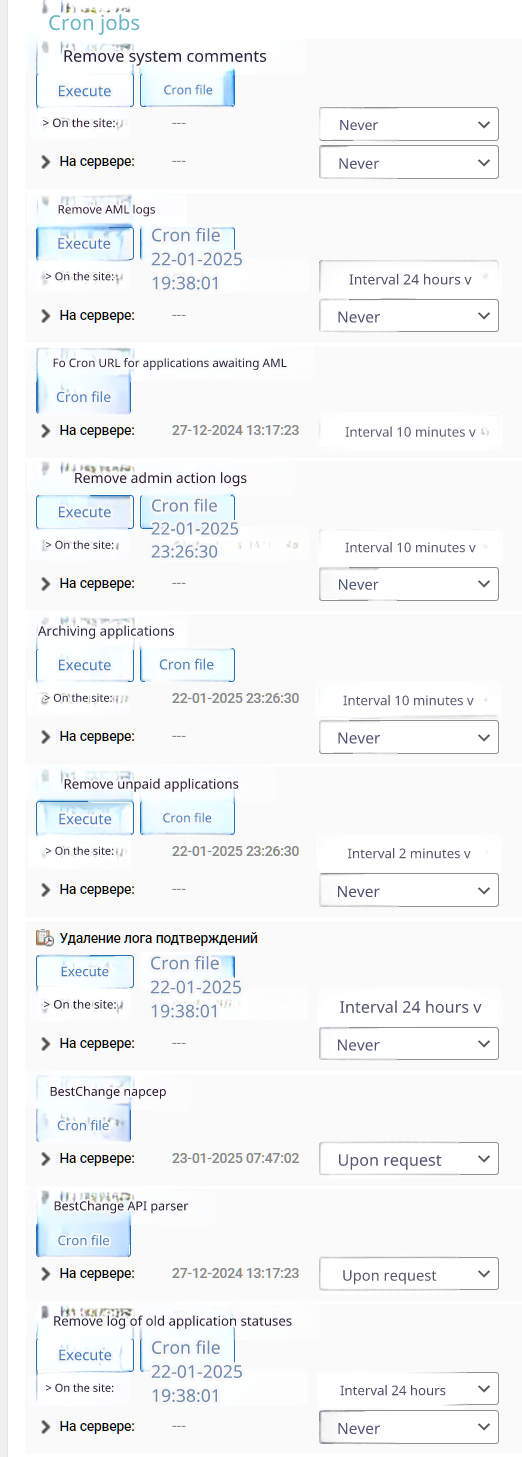 Cron jobs
Remove system comments
Execute Cron file
> On the site: --- Never
На сервере: --- Never
Remove AML logs
Execute Cron file
22-01-2025
> On the site: 19:38:01 Interval 24 hours v
На сервере: --- Never
Fo Cron URL for applications awaiting AML
Cron file
На сервере: 27-12-2024 13:17:23 Interval 10 minutes v
Remove admin action logs
Execute Cron file
22-01-2025
> On the site: 23:26:30 Interval 10 minutes v
На сервере: --- Never
Archiving applications
Execute Cron file
> On the site: 22-01-2025 23:26:30 Interval 10 minutes v
На сервере: --- Never
Remove unpaid applications
Execute Cron file
> On the site: 22-01-2025 23:26:30 Interval 2 minutes v
На сервере: --- Never
Удаление лога подтверждений
Execute Cron file
22-01-2025
> On the site: 19:38:01 Interval 24 hours v
На сервере: --- Never
BestChange napcep
Cron file
На сервере: 23-01-2025 07:47:02 Upon request
BestChange API parser
Cron file
На сервере: 27-12-2024 13:17:23 Upon request
Remove log of old application statuses
Execute Cron file
22-01-2025
> On the site: 19:38:01 Interval 24 hours
На сервере: --- Never